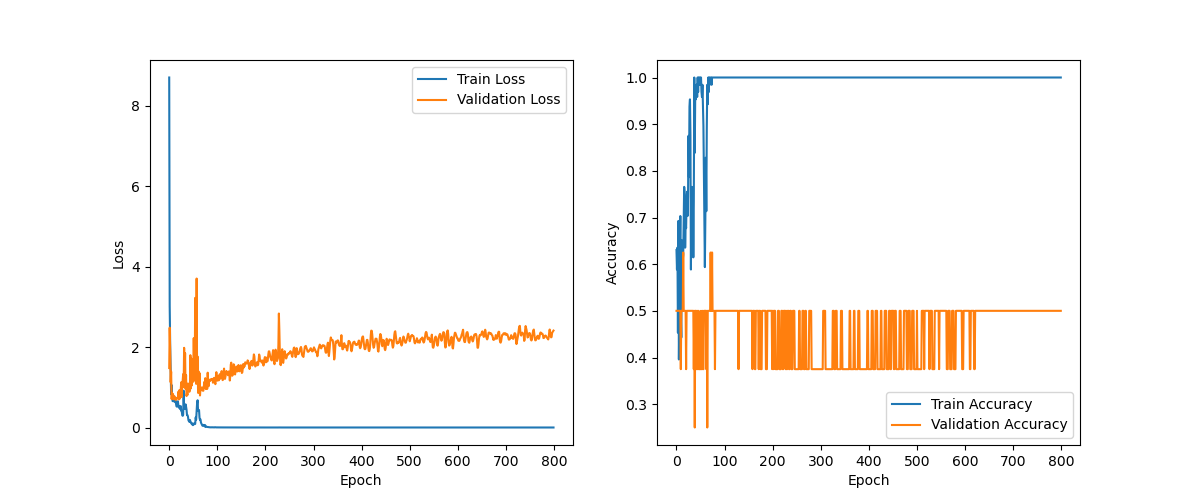 Train Loss
Validation Loss
8
6
4
2
0
Loss
0 100 200 300 400 500 600 700 800
Epoch
1.0
0.9
0.8
0.7
0.6
0.5
0.4
0.3
Accuracy
Train Accuracy
Validation Accuracy
0 100 200 300 400 500 600 700 800
Epoch